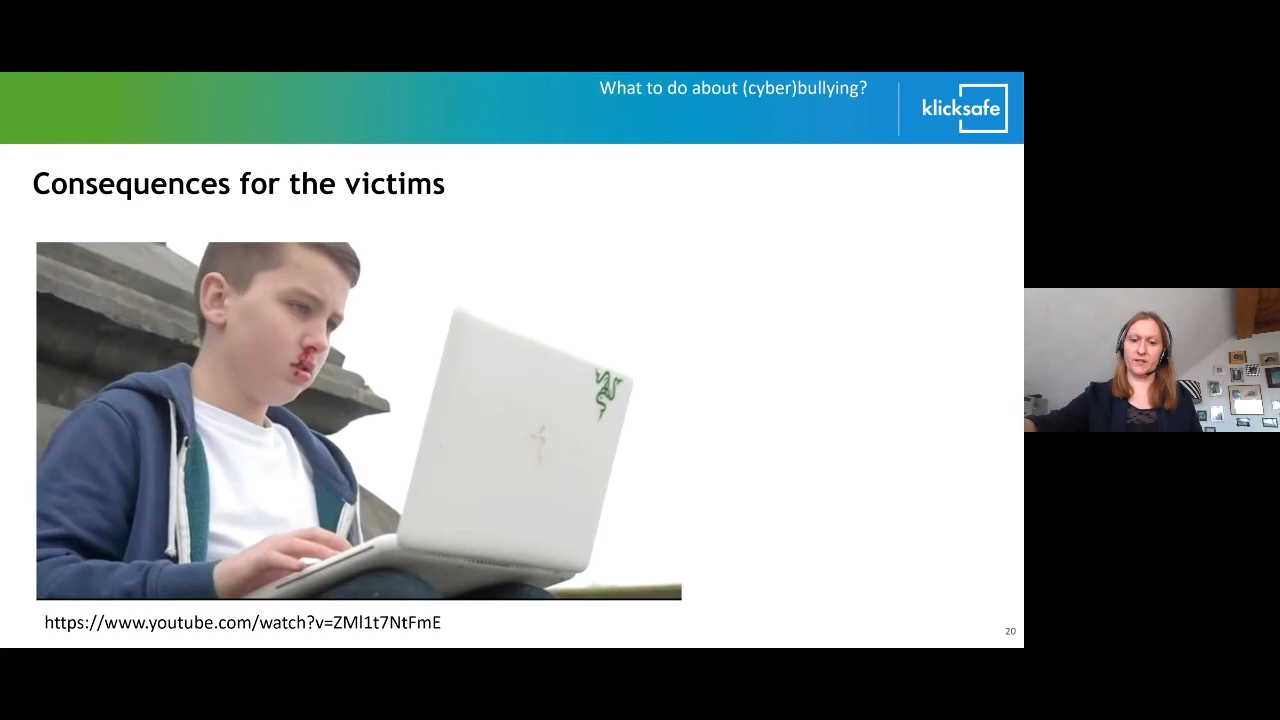 What to do about (cyber)bullying?
klicksafe
Consequences for the victims
https://www.youtube.com/watch?v=ZMl1t7NtFmE
20